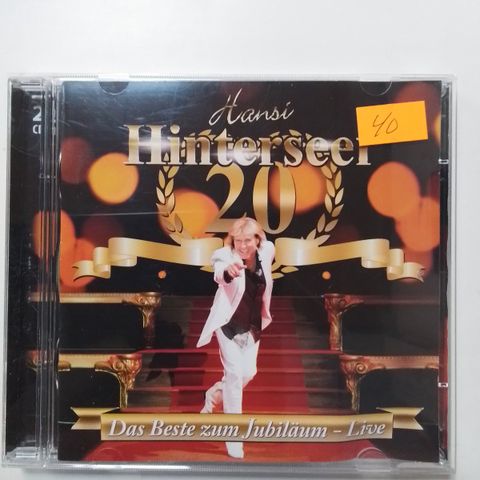 Hansi
Hinterseer
40
20
Das Beste zum Jubiläum – Live